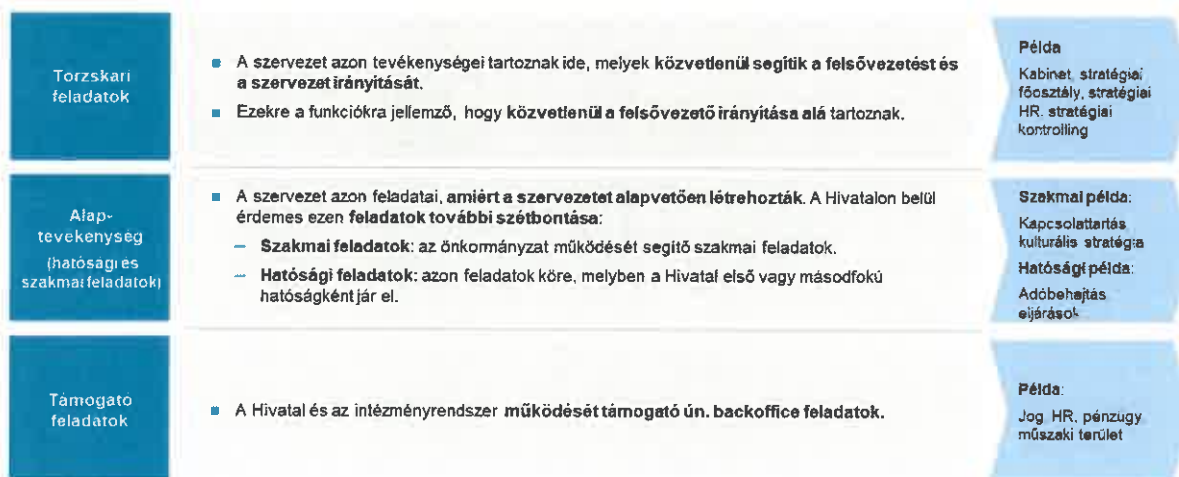 Törzskari
feladatok
A szervezet azon tevékenységei tartoznak ide, melyek közvetlenül segítik a felsővezetést és
a szervezet irányítását.
Ezekre a funkciókra jellemző, hogy közvetlenül a felsővezető irányítása alá tartoznak.
Példa
Kabinet, stratégiai
főosztály, stratégiai
HR. stratégiai
kontrolling
Alap-
tevékenység
(hatósági és
szakmai feladatok)
A szervezet azon feladatai, amiért a szervezetet alapvetően létrehozták. A Hivatalon belül
érdemes ezen feladatok további szétbontása:
– Szakmai feladatok: az önkormányzat működését segítő szakmai feladatok.
– Hatósági feladatok: azon feladatok köre, melyben a Hivatal első vagy másodfokú
hatóságként jár el.
Szakmai példa:
Kapcsolattartás
kulturális stratégia
Hatósági példa:
Adóbehajtás
eljárások
Támogató
feladatok
A Hivatal és az intézményrendszer működését támogató ún. backoffice feladatok.
Példa:
Jog, HR, pénzügy
műszaki terület